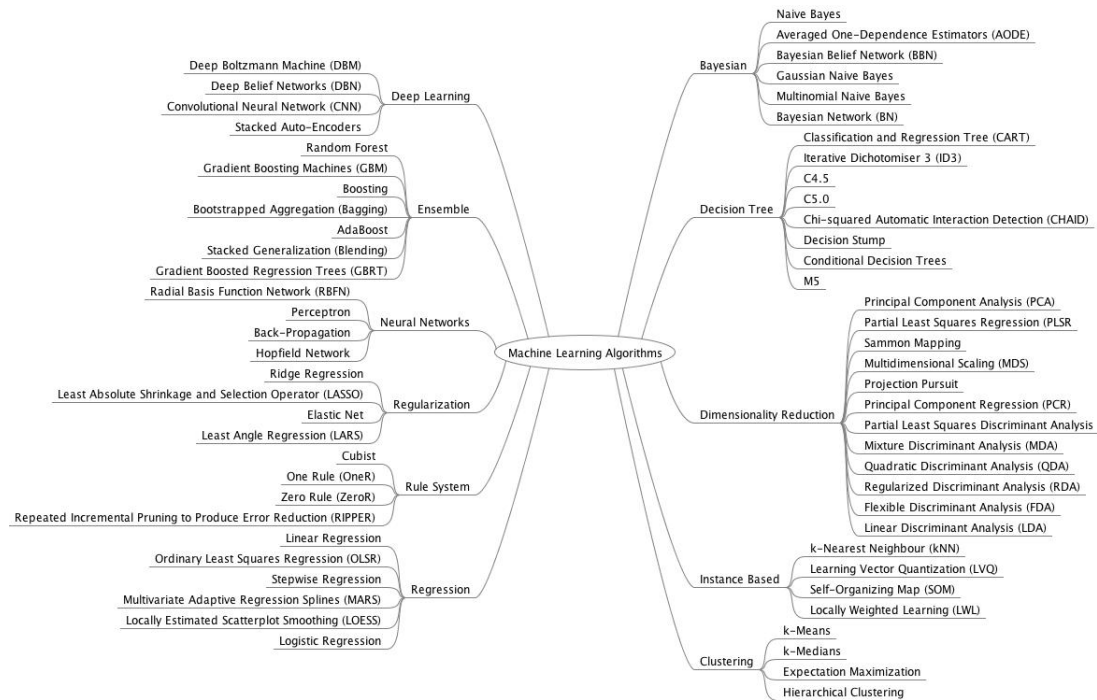 Machine Learning Algorithms
Deep Learning
Deep Boltzmann Machine (DBM)
Deep Belief Networks (DBN)
Convolutional Neural Network (CNN)
Stacked Auto-Encoders
Ensemble
Random Forest
Gradient Boosting Machines (GBM)
Boosting
Bootstrapped Aggregation (Bagging)
AdaBoost
Stacked Generalization (Blending)
Gradient Boosted Regression Trees (GBRT)
Neural Networks
Radial Basis Function Network (RBFN)
Perceptron
Back-Propagation
Hopfield Network
Regularization
Ridge Regression
Least Absolute Shrinkage and Selection Operator (LASSO)
Elastic Net
Least Angle Regression (LARS)
Rule System
Cubist
One Rule (OneR)
Zero Rule (ZeroR)
Repeated Incremental Pruning to Produce Error Reduction (RIPPER)
Regression
Linear Regression
Ordinary Least Squares Regression (OLSR)
Stepwise Regression
Multivariate Adaptive Regression Splines (MARS)
Locally Estimated Scatterplot Smoothing (LOESS)
Logistic Regression
Bayesian
Naive Bayes
Averaged One-Dependence Estimators (AODE)
Bayesian Belief Network (BBN)
Gaussian Naive Bayes
Multinomial Naive Bayes
Bayesian Network (BN)
Decision Tree
Classification and Regression Tree (CART)
Iterative Dichotomiser 3 (ID3)
C4.5
C5.0
Chi-squared Automatic Interaction Detection (CHAID)
Decision Stump
Conditional Decision Trees
M5
Dimensionality Reduction
Principal Component Analysis (PCA)
Partial Least Squares Regression (PLSR
Sammon Mapping
Multidimensional Scaling (MDS)
Projection Pursuit
Principal Component Regression (PCR)
Partial Least Squares Discriminant Analysis
Mixture Discriminant Analysis (MDA)
Quadratic Discriminant Analysis (QDA)
Regularized Discriminant Analysis (RDA)
Flexible Discriminant Analysis (FDA)
Linear Discriminant Analysis (LDA)
Instance Based
k-Nearest Neighbour (kNN)
Learning Vector Quantization (LVQ)
Self-Organizing Map (SOM)
Locally Weighted Learning (LWL)
Clustering
k-Means
k-Medians
Expectation Maximization
Hierarchical Clustering